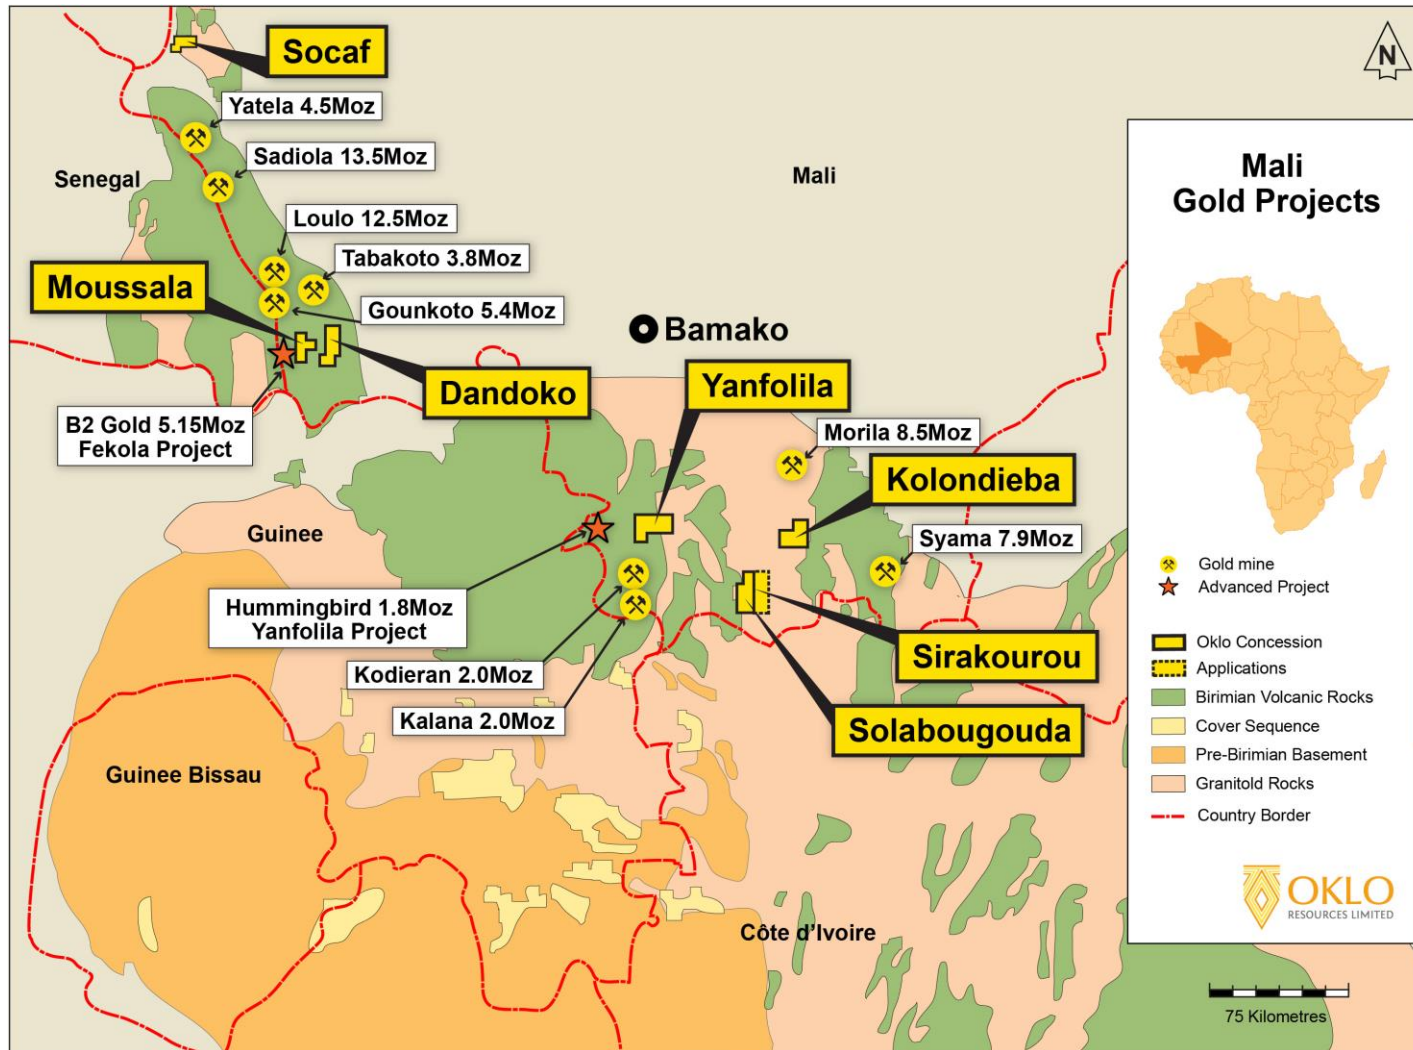 Socaf
N
Yatela 4.5Moz
Sadiola 13.5Moz
Senegal
Mali
Mali
Gold Projects
Loulo 12.5Moz
Tabakoto 3.8Moz
Moussala
Gounkoto 5.4Moz
Bamako
Dandoko
Yanfolila
B2 Gold 5.15Moz
Fekola Project
Morila 8.5Moz
Kolondieba
Guinee
Syama 7.9Moz
Hummingbird 1.8Moz
Yanfolila Project
Sirakourou
Kodieran 2.0Moz
Kalana 2.0Moz
Solabougouda
Guinee Bissau
Côte d'Ivoire
Gold mine
Advanced Project
Oklo Concession
Applications
Birimian Volcanic Rocks
Cover Sequence
Pre-Birimian Basement
Granitold Rocks
Country Border
OKLO
RESOURCES LIMITED
75 Kilometres